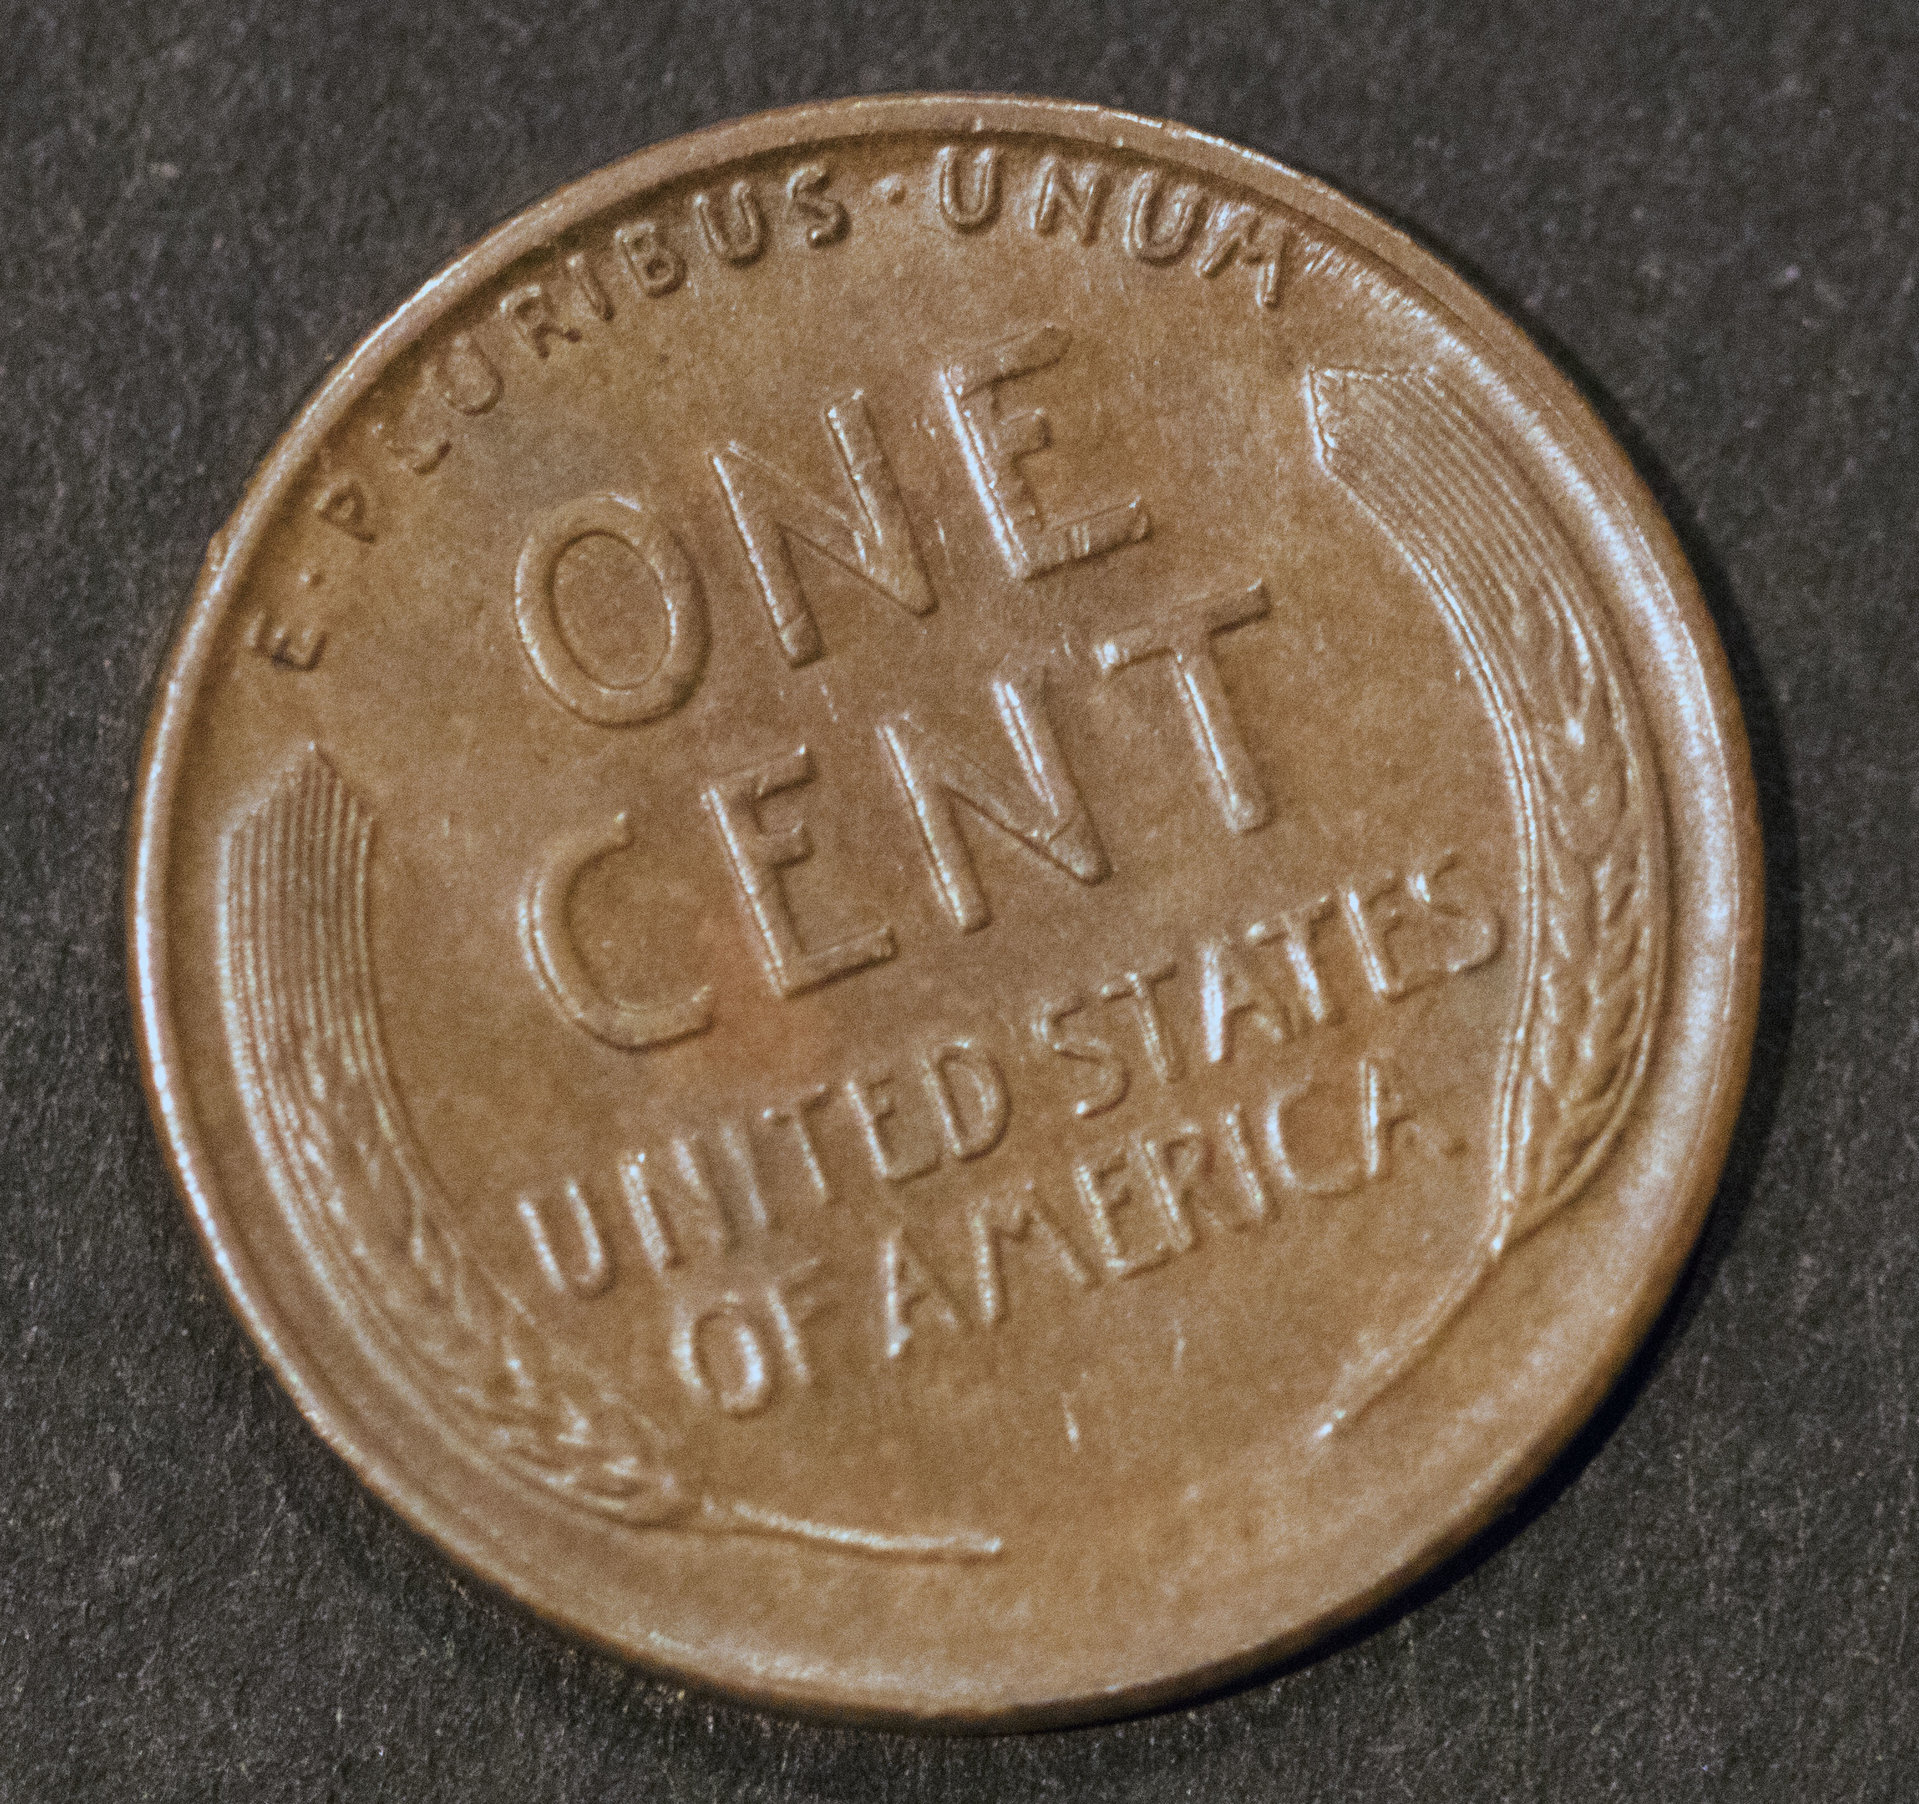 E·PLURIBUS·UNUM
ONE
CENT
UNITED STATES
OF AMERICA